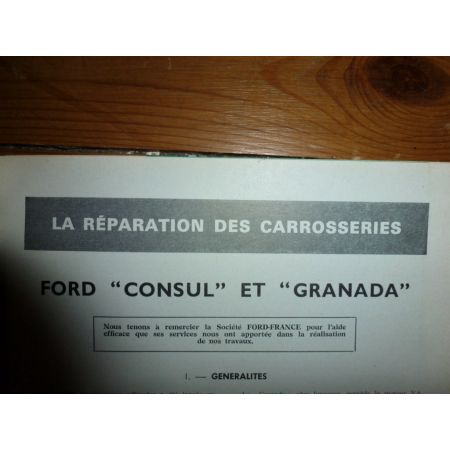 LA RÉPARATION DES CARROSSERIES
FORD "CONSUL" ET "GRANADA"
Nous tenons à remercier la Société FORD-FRANCE pour l'aide
efficace que ses services nous ont apportée dans la réalisation
de nos travaux.
I. — GENERALITES